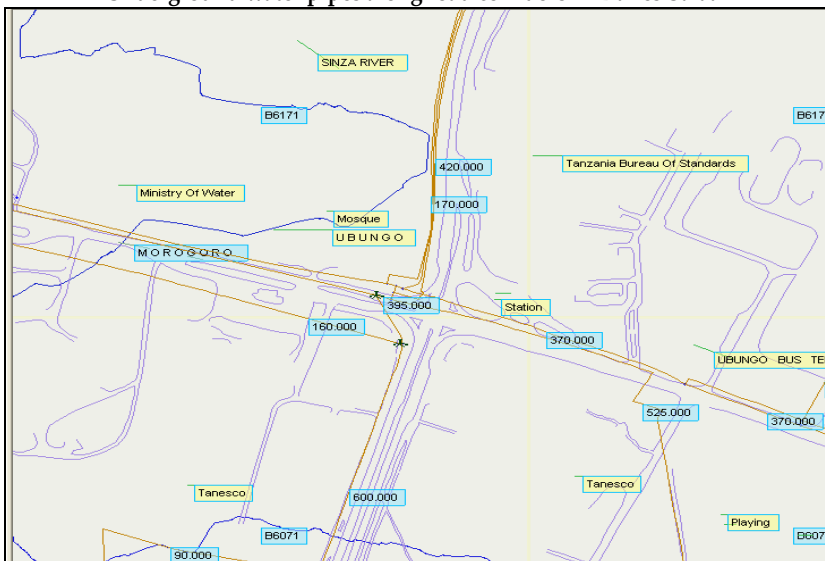 SINZA RIVER
B6171
B617
420.000
Tanzania Bureau Of Standards
Ministry Of Water
170.000
Mosque
U B U N G O
M O R O G O R O
395.000
Station
160.000
370.000
UBUNGO BUS TE
525.000
370.000
Tanesco
Tanesco
600.000
Playing
B6071
B607
90.000